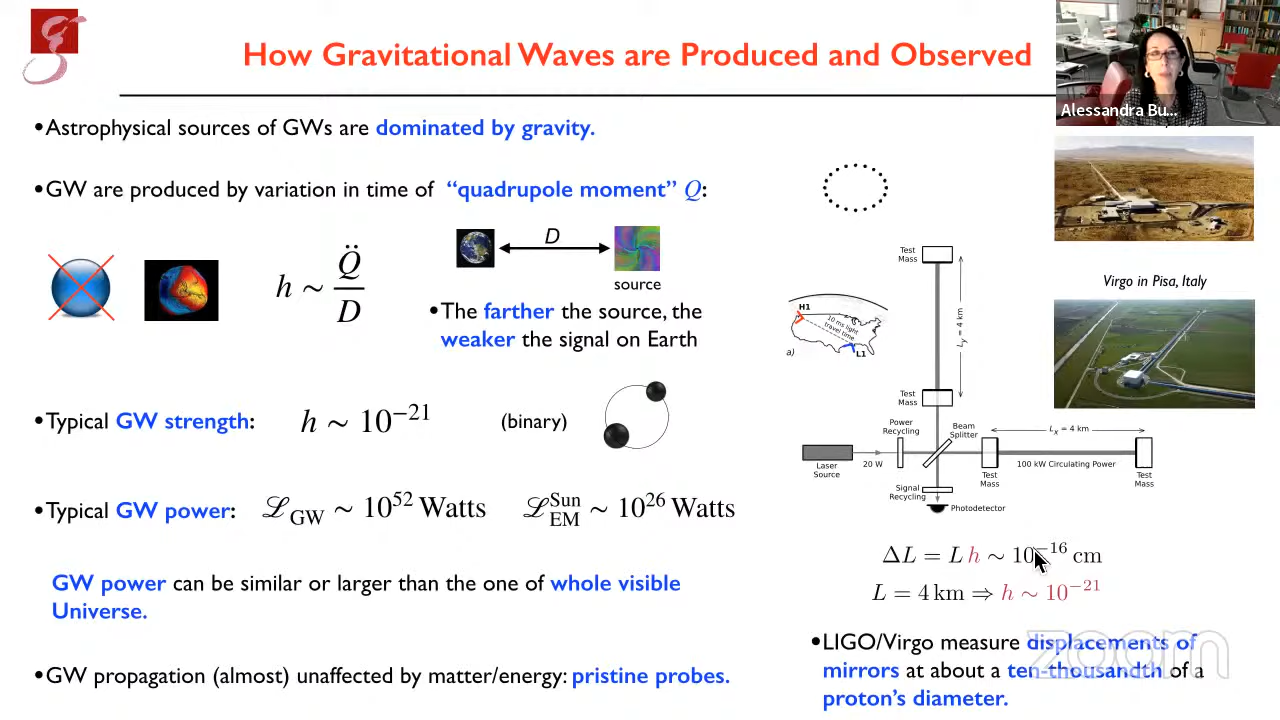 How Gravitational Waves are Produced and Observed
Alessandra Bu...
•Astrophysical sources of GWs are dominated by gravity.
•GW are produced by variation in time of “quadrupole moment” Q:
D
h ∼ Q̈/D
source
•The farther the source, the
weaker the signal on Earth
•Typical GW strength: h ∼ 10⁻²¹ (binary)
•Typical GW power: ℒ_GW ∼ 10⁵² Watts ℒ_EM^Sun ∼ 10²⁶ Watts
GW power can be similar or larger than the one of whole visible
Universe.
•GW propagation (almost) unaffected by matter/energy: pristine probes.
Virgo in Pisa, Italy
Test
Mass
L_y = 4 km
H1
10 ms light
travel time
L1
a)
Test
Mass
Power
Recycling
Beam
Splitter
L_x = 4 km
Laser
Source
20 W
100 kW Circulating Power
Test
Mass
Test
Mass
Signal
Recycling
Photodetector
ΔL = L h ∼ 10⁻¹⁶ cm
L = 4 km ⇒ h ∼ 10⁻²¹
•LIGO/Virgo measure displacements of
mirrors at about a ten-thousandth of a
proton’s diameter.
zoom